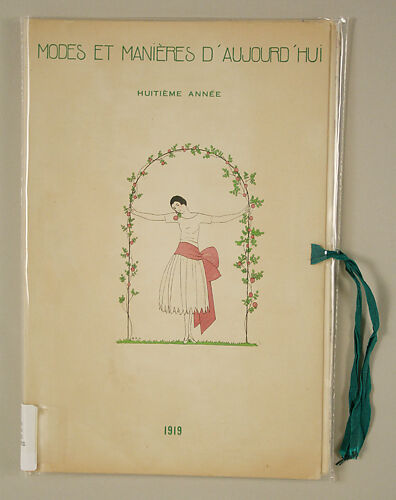 MODES ET MANIÈRES D'AUJOURD'HUI
HUITIÈME ANNÉE
1919